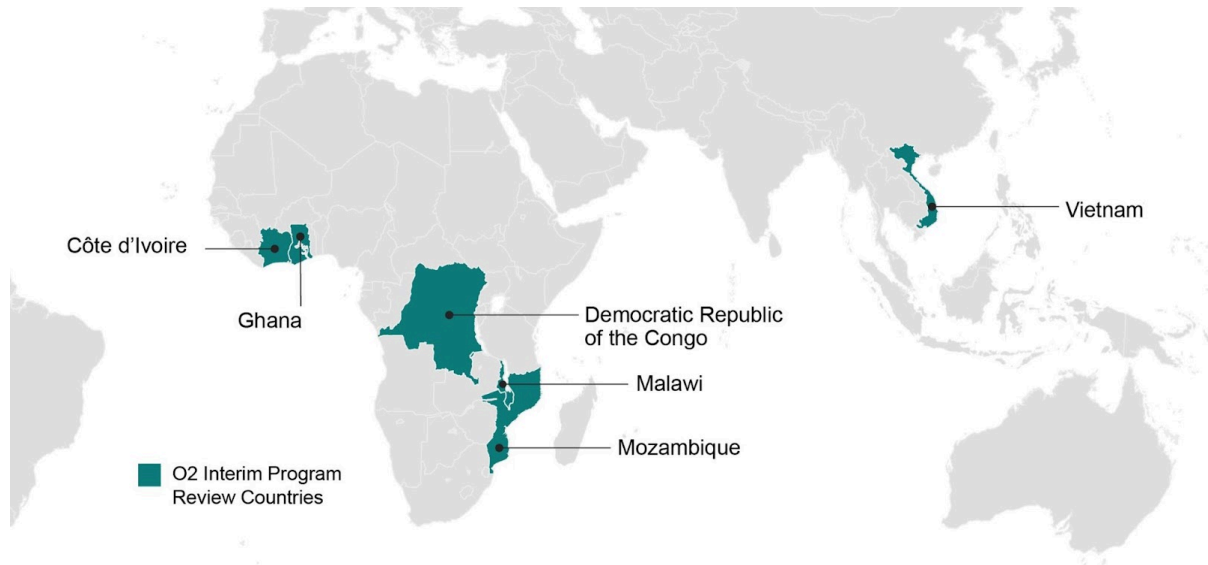 Côte d’Ivoire
Ghana
Democratic Republic
of the Congo
Malawi
Mozambique
Vietnam
O2 Interim Program
Review Countries